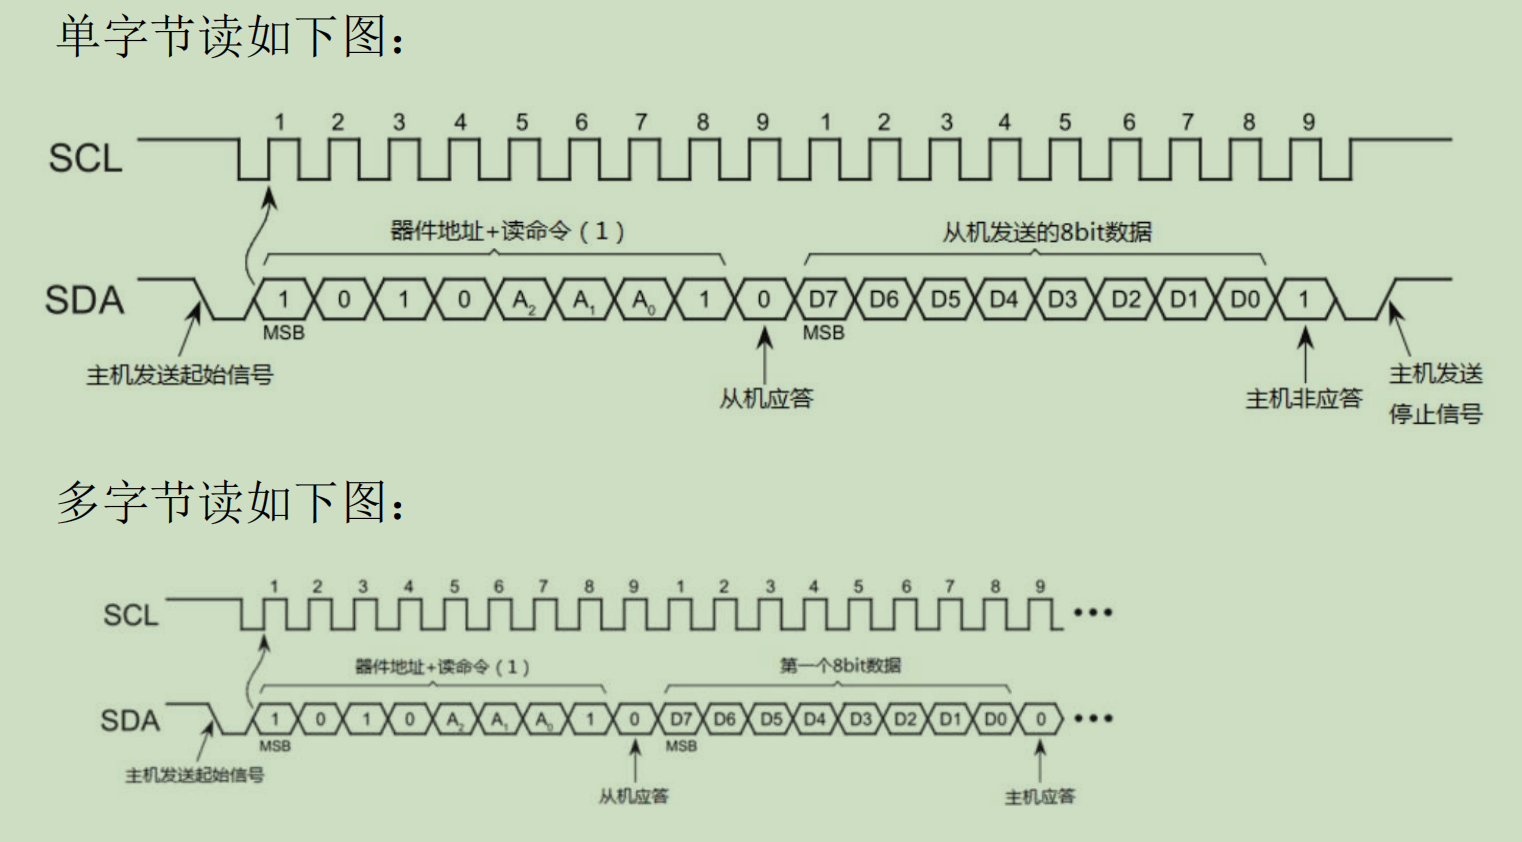 单字节读如下图：
1 2 3 4 5 6 7 8 9 1 2 3 4 5 6 7 8 9
SCL
器件地址+读命令（1） 从机发送的8bit数据
SDA 1 0 1 0 A₂ A₁ A₀ 1 0 D7 D6 D5 D4 D3 D2 D1 D0 1
MSB MSB
主机发送起始信号 从机应答 主机非应答 主机发送
停止信号
多字节读如下图：
1 2 3 4 5 6 7 8 9 1 2 3 4 5 6 7 8 9
SCL •••
器件地址+读命令（1） 第一个8bit数据
SDA 1 0 1 0 A₂ A₁ A₀ 1 0 D7 D6 D5 D4 D3 D2 D1 D0 0 •••
MSB MSB
主机发送起始信号 从机应答 主机应答